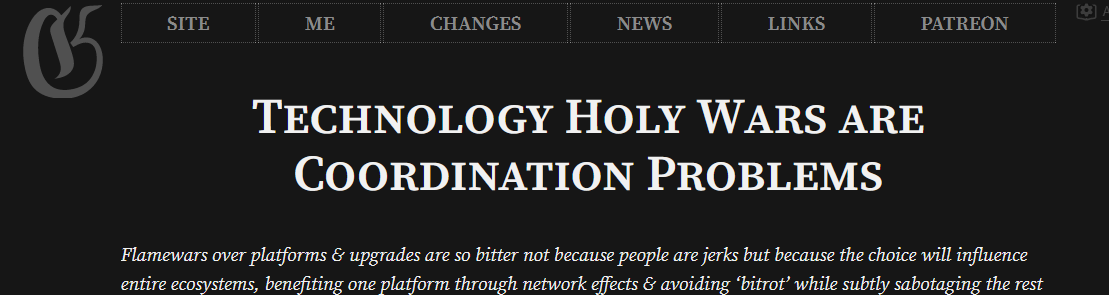 SITE ME CHANGES NEWS LINKS PATREON
Technology Holy Wars are
Coordination Problems
Flamewars over platforms & upgrades are so bitter not because people are jerks but because the choice will influence
entire ecosystems, benefiting one platform through network effects & avoiding ‘bitrot’ while subtly sabotaging the rest